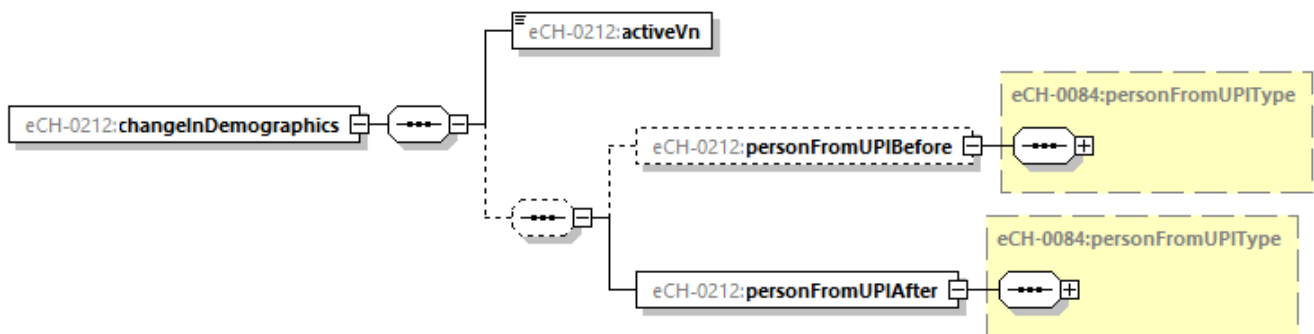 eCH-0212:activeVn
eCH-0084:personFromUPIType
eCH-0212:changeInDemographics
eCH-0212:personFromUPIBefore
eCH-0084:personFromUPIType
eCH-0212:personFromUPIAfter